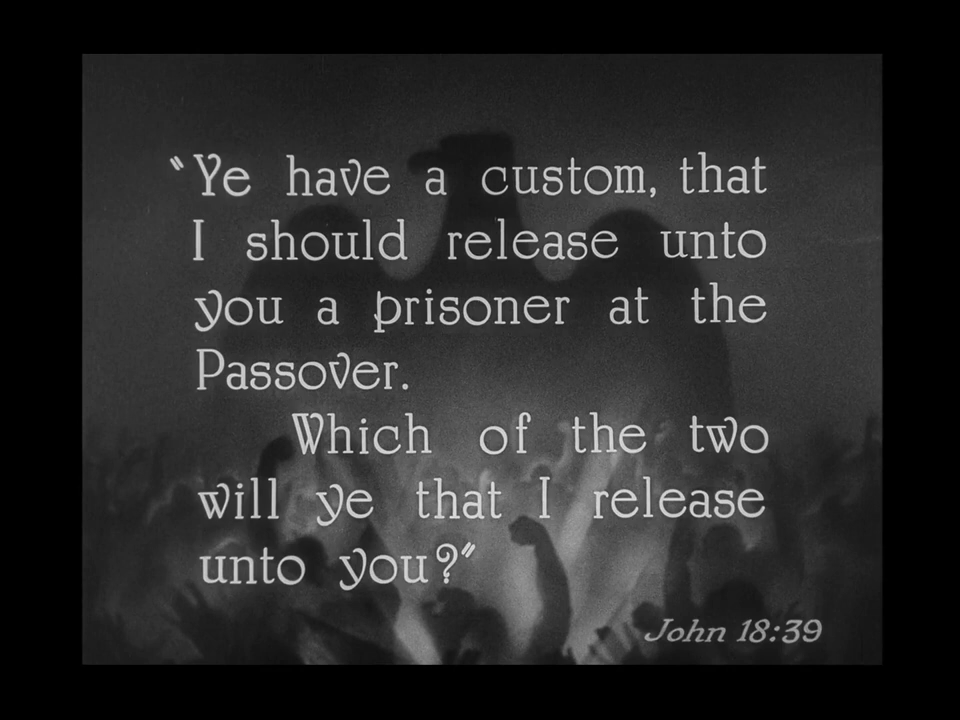 “Ye have a custom, that
I should release unto
you a prisoner at the
Passover.
Which of the two
will ye that I release
unto you?”
John 18:39